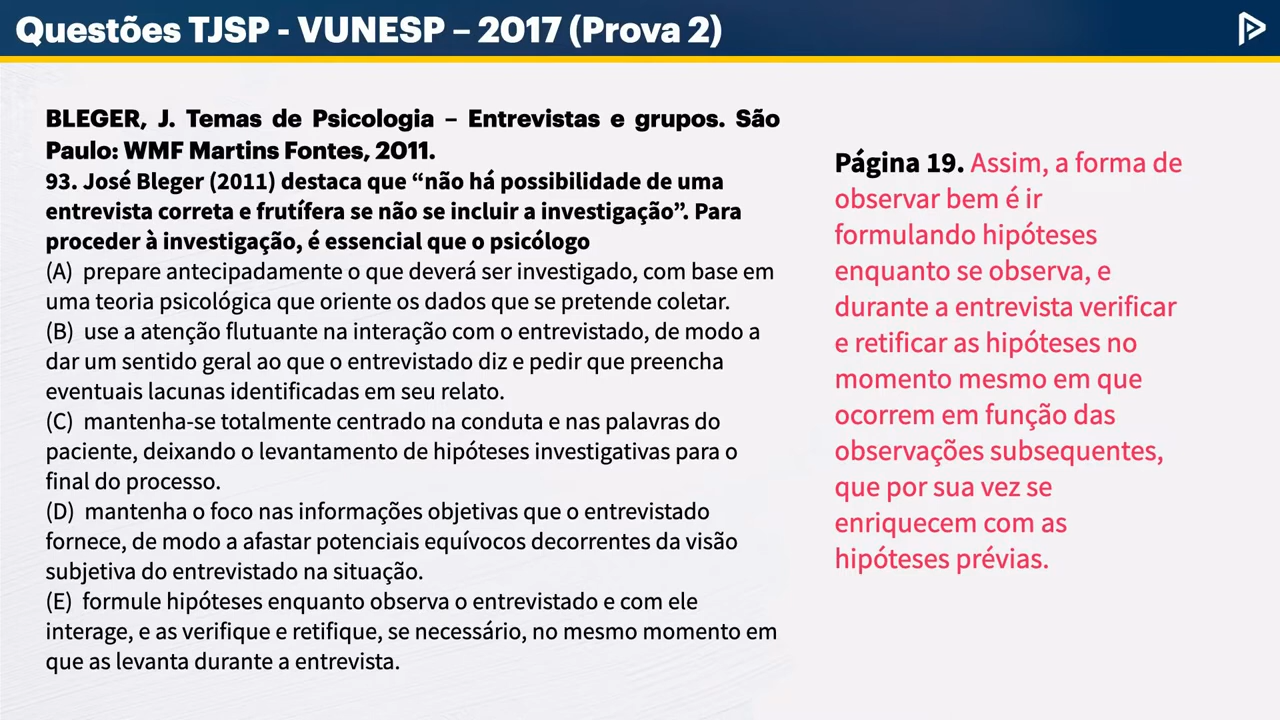 Questões TJSP - VUNESP – 2017 (Prova 2)
BLEGER, J. Temas de Psicologia – Entrevistas e grupos. São
Paulo: WMF Martins Fontes, 2011.
93. José Bleger (2011) destaca que “não há possibilidade de uma
entrevista correta e frutífera se não se incluir a investigação”. Para
proceder à investigação, é essencial que o psicólogo
(A) prepare antecipadamente o que deverá ser investigado, com base em
uma teoria psicológica que oriente os dados que se pretende coletar.
(B) use a atenção flutuante na interação com o entrevistado, de modo a
dar um sentido geral ao que o entrevistado diz e pedir que preencha
eventuais lacunas identificadas em seu relato.
(C) mantenha-se totalmente centrado na conduta e nas palavras do
paciente, deixando o levantamento de hipóteses investigativas para o
final do processo.
(D) mantenha o foco nas informações objetivas que o entrevistado
fornece, de modo a afastar potenciais equívocos decorrentes da visão
subjetiva do entrevistado na situação.
(E) formule hipóteses enquanto observa o entrevistado e com ele
interage, e as verifique e retifique, se necessário, no mesmo momento em
que as levanta durante a entrevista.
Página 19. Assim, a forma de
observar bem é ir
formulando hipóteses
enquanto se observa, e
durante a entrevista verificar
e retificar as hipóteses no
momento mesmo em que
ocorrem em função das
observações subsequentes,
que por sua vez se
enriquecem com as
hipóteses prévias.